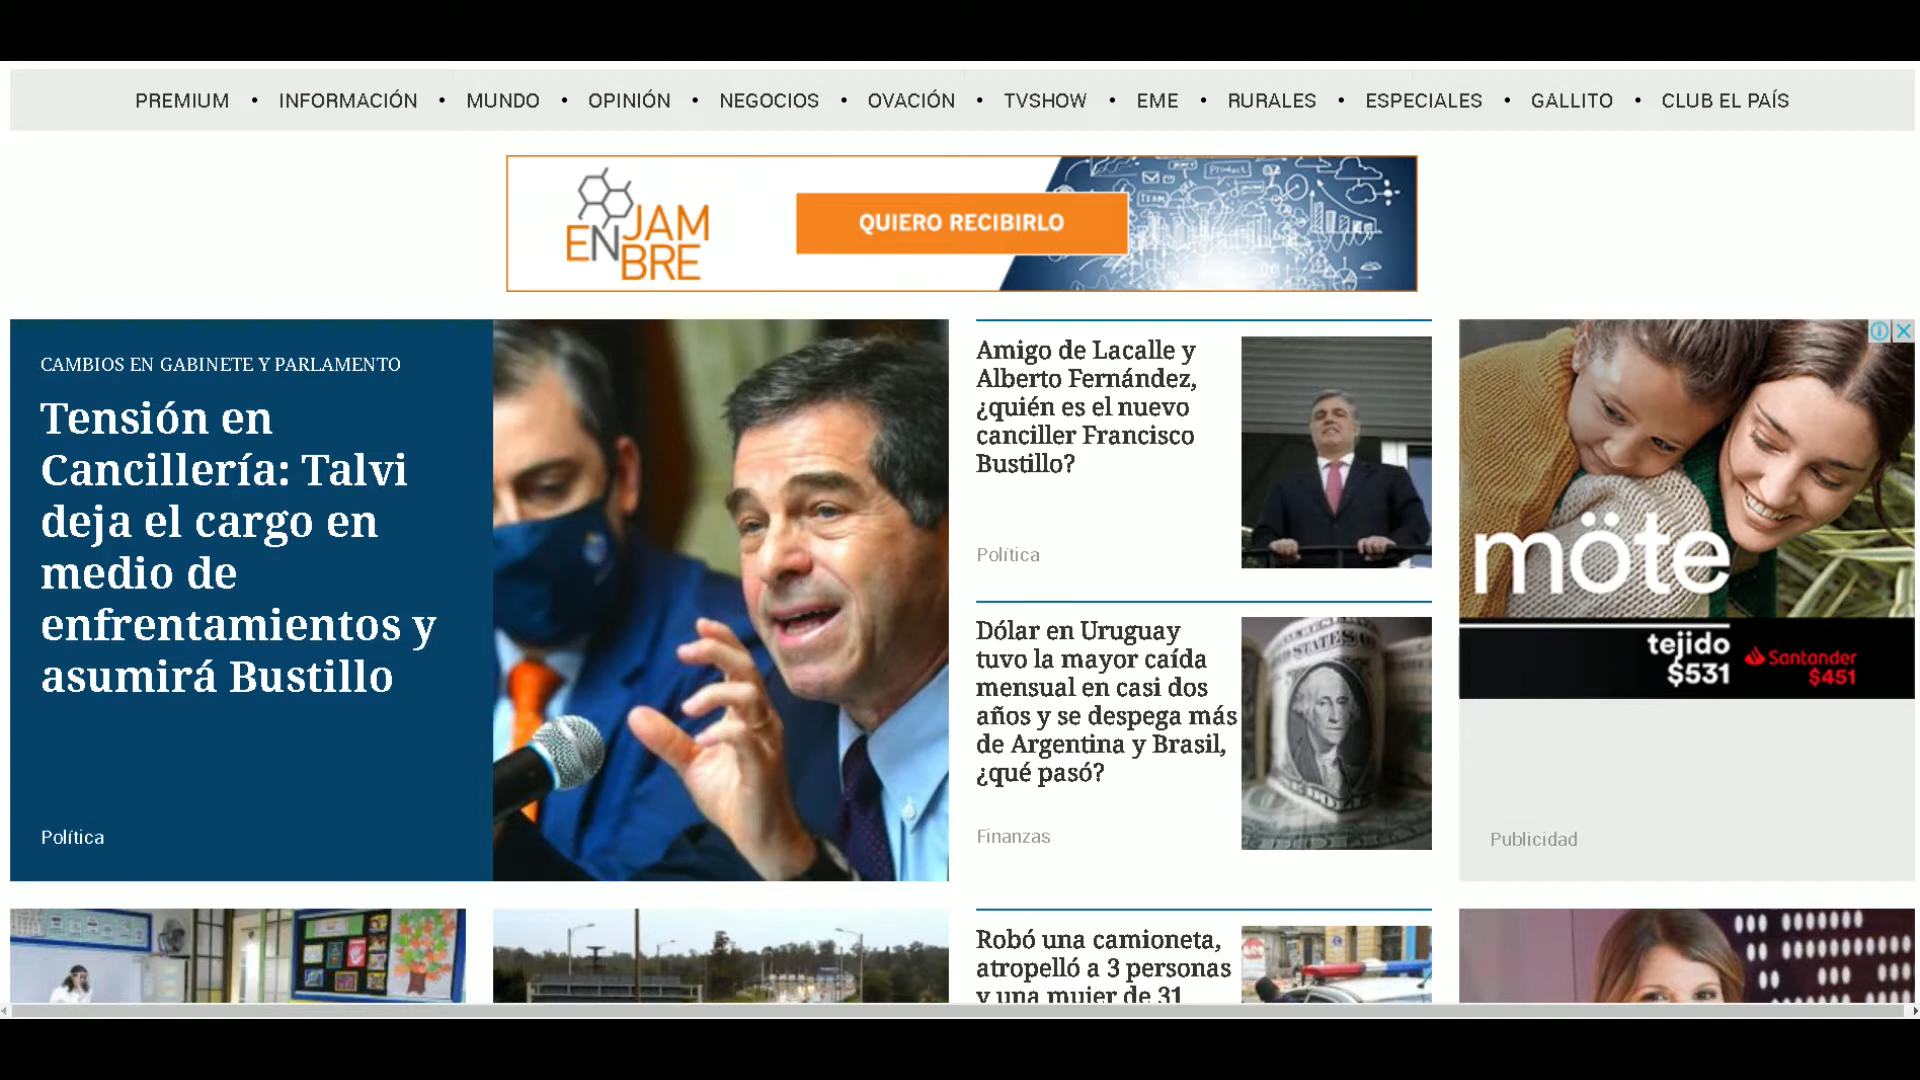 PREMIUM • INFORMACIÓN • MUNDO • OPINIÓN • NEGOCIOS • OVACIÓN • TVSHOW • EME • RURALES • ESPECIALES • GALLITO • CLUB EL PAÍS
JAM
EN
BRE
QUIERO RECIBIRLO
Product
TEAM
CAMBIOS EN GABINETE Y PARLAMENTO
Tensión en
Cancillería: Talvi
deja el cargo en
medio de
enfrentamientos y
asumirá Bustillo
Política
Amigo de Lacalle y
Alberto Fernández,
¿quién es el nuevo
canciller Francisco
Bustillo?
Política
Dólar en Uruguay
tuvo la mayor caída
mensual en casi dos
años y se despega más
de Argentina y Brasil,
¿qué pasó?
Finanzas
möte
tejido
$531
Santander
$451
Publicidad
Robó una camioneta,
atropelló a 3 personas
y una mujer de 31